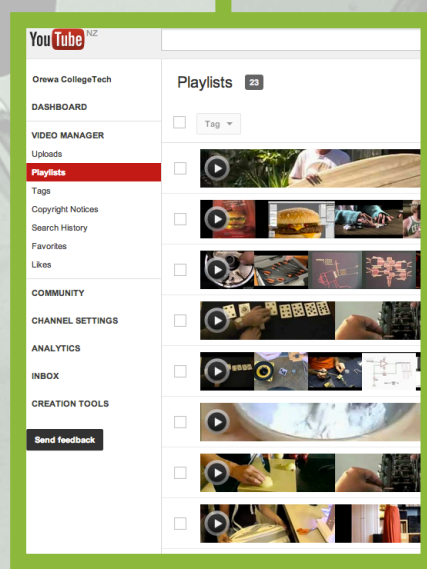 YouTube NZ
Orewa CollegeTech
DASHBOARD
VIDEO MANAGER
Uploads
Playlists
Tags
Copyright Notices
Search History
Favorites
Likes
COMMUNITY
CHANNEL SETTINGS
ANALYTICS
INBOX
CREATION TOOLS
Send feedback
Playlists 23
Tag